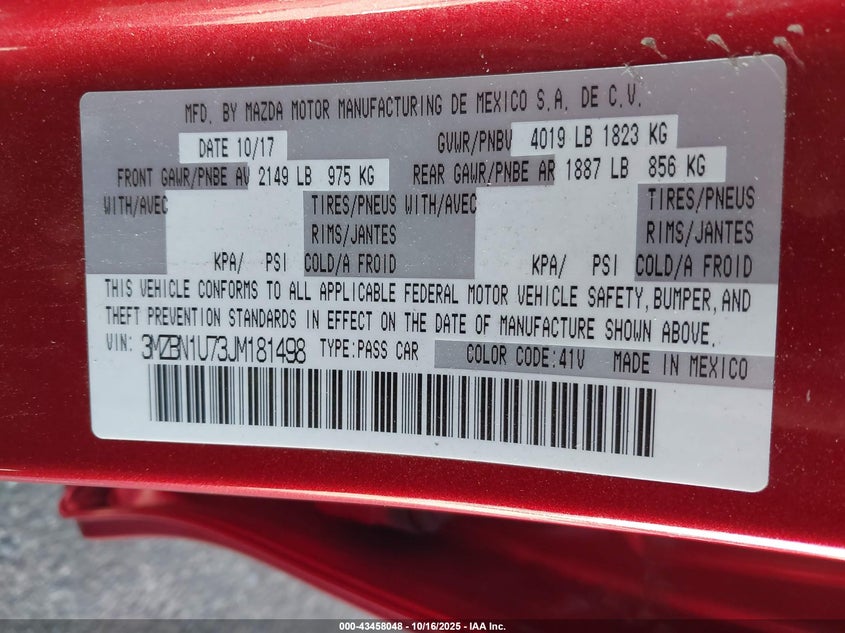 MFD. BY MAZDA MOTOR MANUFACTURING DE MEXICO S.A. DE C.V.
DATE 10/17 GVWR/PNBV 4019 LB 1823 KG
FRONT GAWR/PNBE AV 2149 LB 975 KG REAR GAWR/PNBE AR 1887 LB 856 KG
WITH/AVEC TIRES/PNEUS WITH/AVEC TIRES/PNEUS
RIMS/JANTES RIMS/JANTES
KPA/ PSI COLD/A FROID KPA/ PSI COLD/A FROID
THIS VEHICLE CONFORMS TO ALL APPLICABLE FEDERAL MOTOR VEHICLE SAFETY, BUMPER, AND
THEFT PREVENTION STANDARDS IN EFFECT ON THE DATE OF MANUFACTURE SHOWN ABOVE.
VIN: 3MZBN1U73JM181498 TYPE:PASS CAR COLOR CODE:41V MADE IN MEXICO
000-43458048 - 10/16/2025 - IAA Inc.